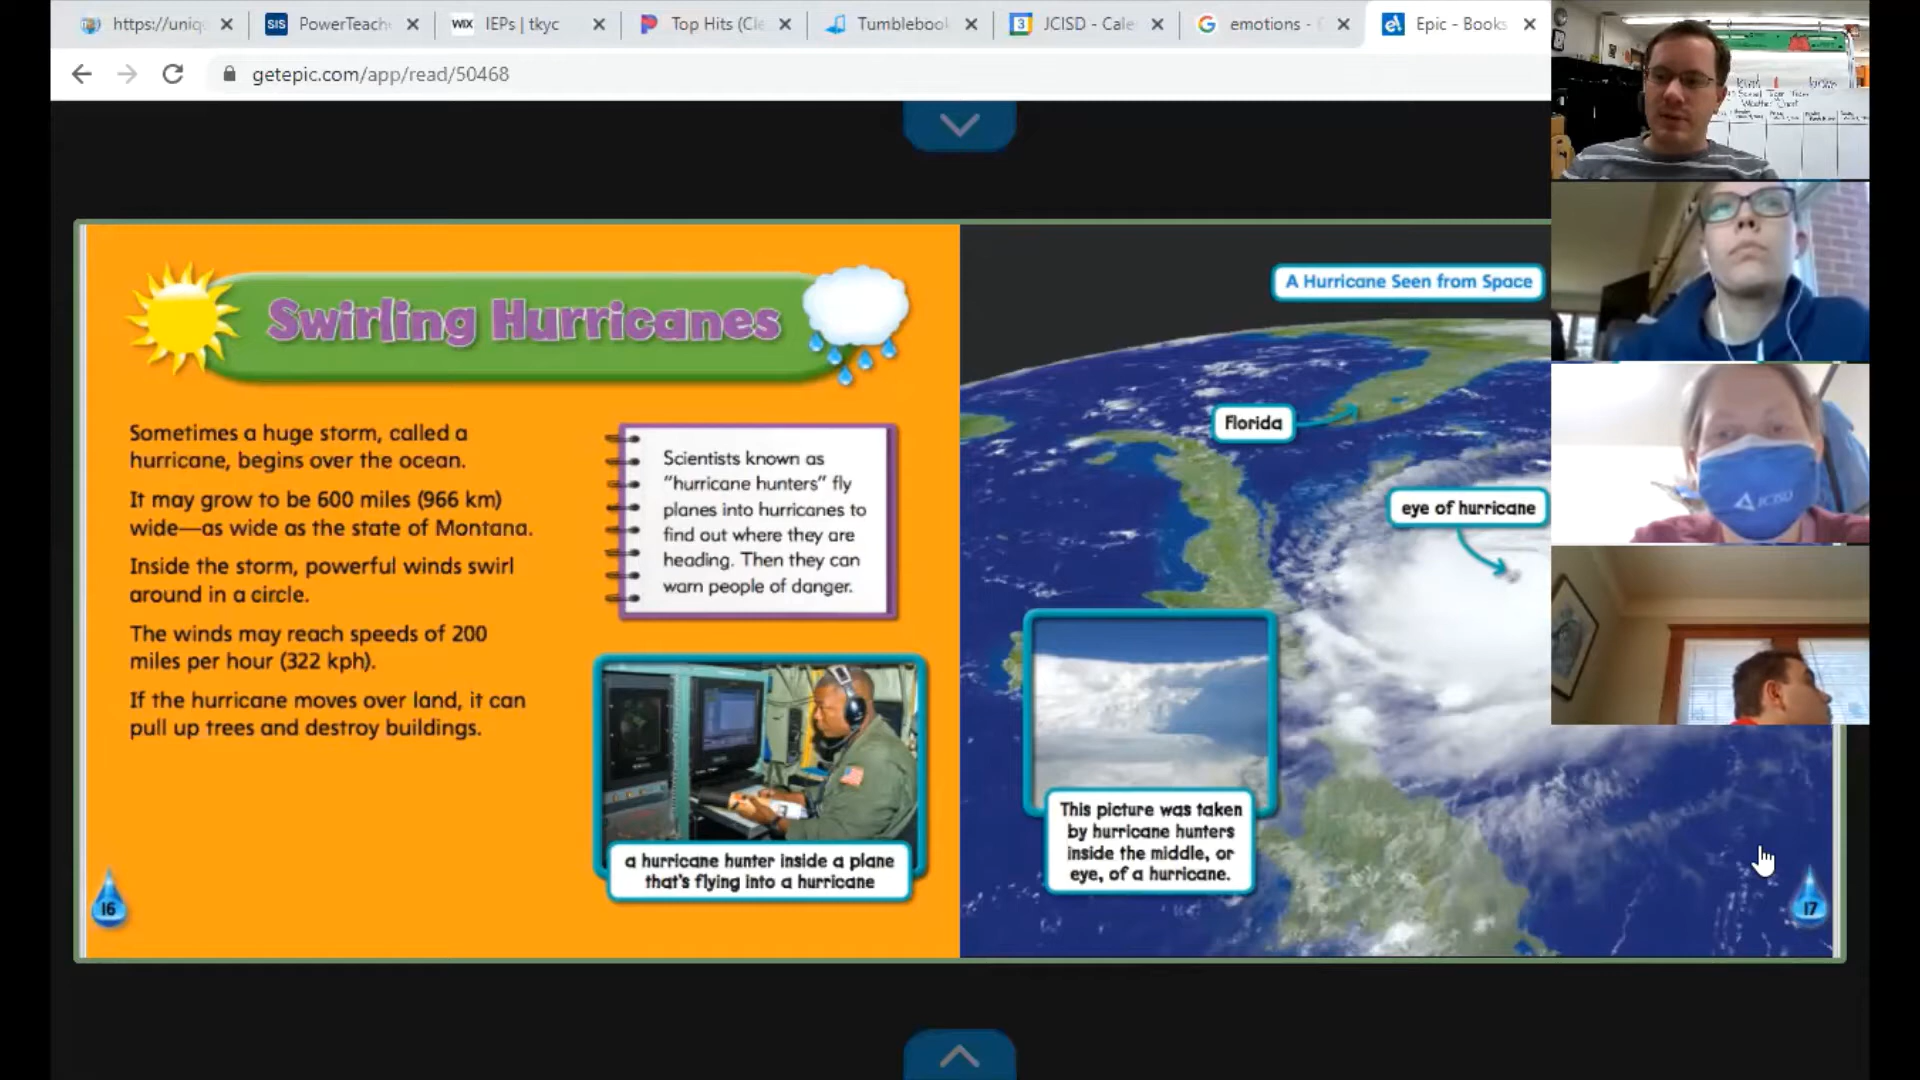 https://uniq
SIS PowerTeach
WIX IEPs | tkyc
Top Hits (Cle
Tumblebook
3 JCISD - Cale
emotions -
Epic - Books
getepic.com/app/read/50468
Swirling Hurricanes
Sometimes a huge storm, called a
hurricane, begins over the ocean.
It may grow to be 600 miles (966 km)
wide—as wide as the state of Montana.
Inside the storm, powerful winds swirl
around in a circle.
The winds may reach speeds of 200
miles per hour (322 kph).
If the hurricane moves over land, it can
pull up trees and destroy buildings.
Scientists known as
"hurricane hunters" fly
planes into hurricanes to
find out where they are
heading. Then they can
warn people of danger.
a hurricane hunter inside a plane
that's flying into a hurricane
16
A Hurricane Seen from Space
Florida
eye of hurricane
This picture was taken
by hurricane hunters
inside the middle, or
eye, of a hurricane.
17
JCISD